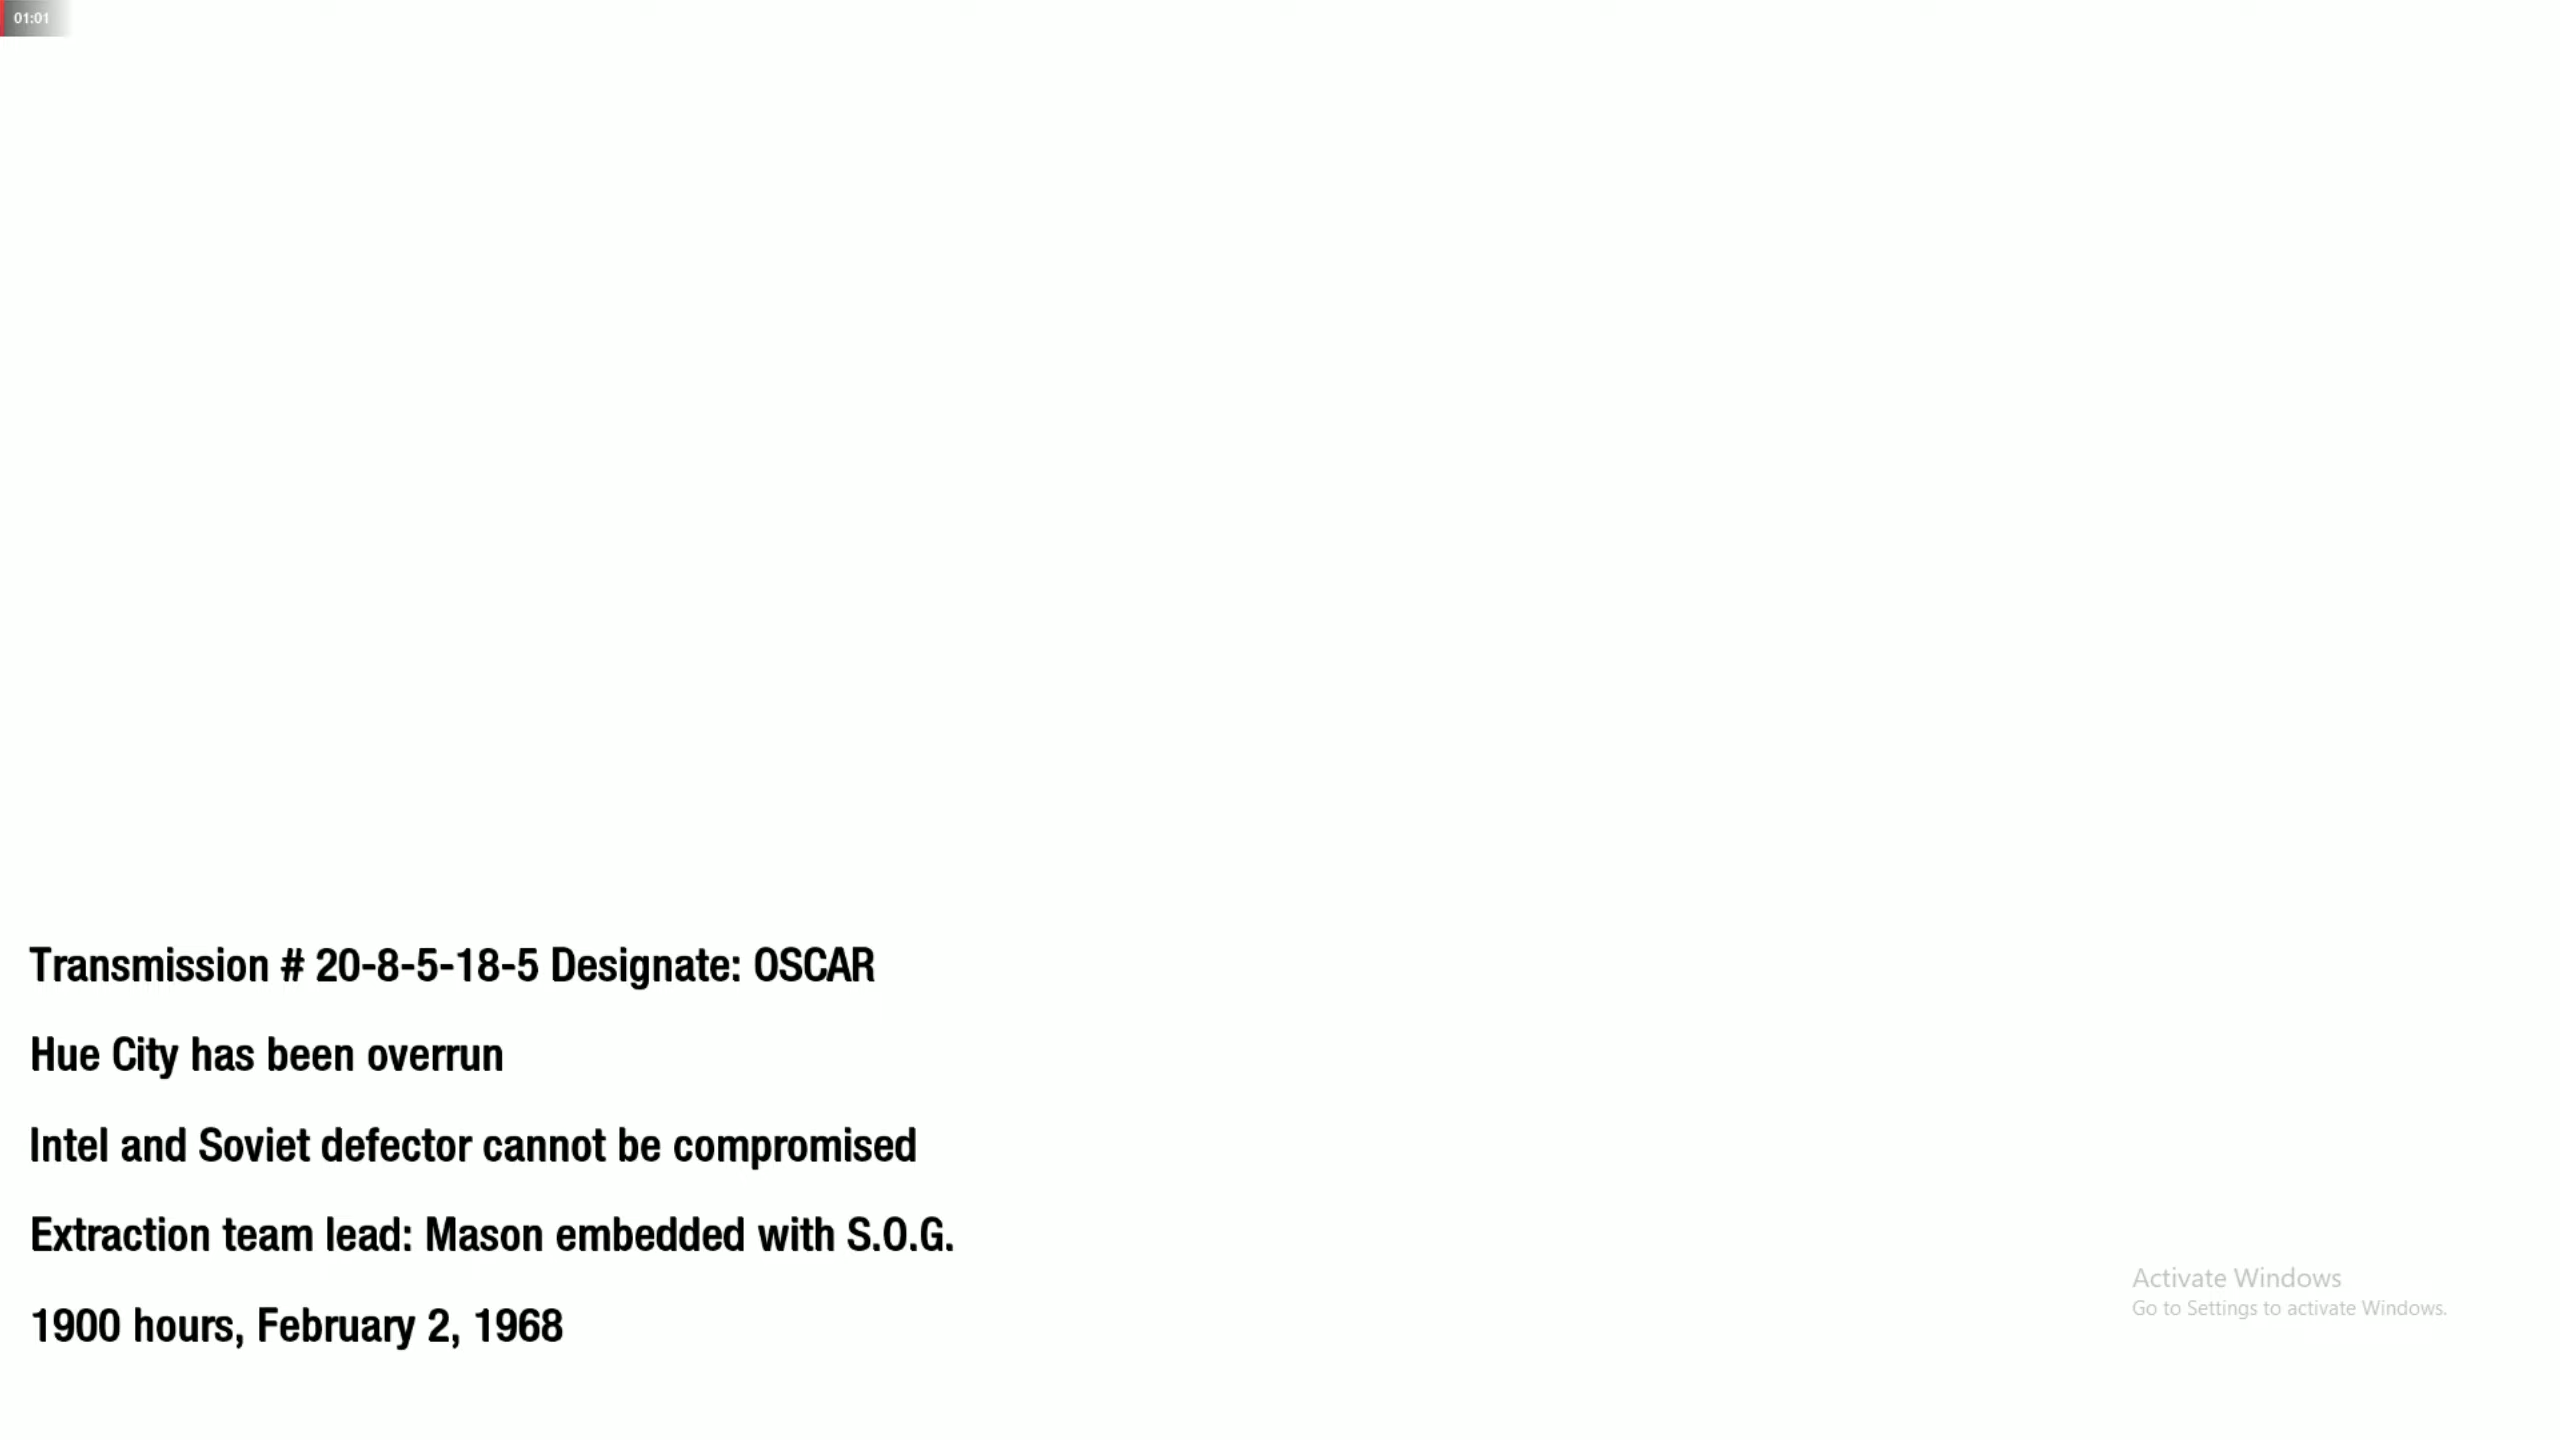 01:01
Transmission # 20-8-5-18-5 Designate: OSCAR
Hue City has been overrun
Intel and Soviet defector cannot be compromised
Extraction team lead: Mason embedded with S.O.G.
1900 hours, February 2, 1968
Activate Windows
Go to Settings to activate Windows.